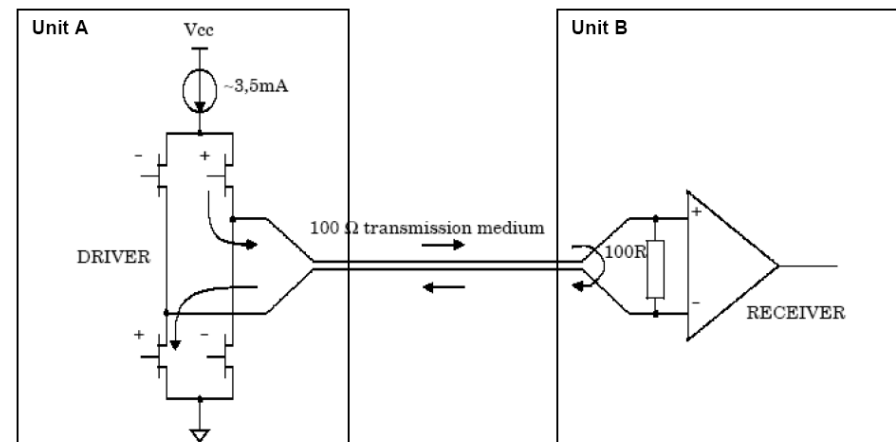 Unit A
Unit B
Vcc
~3,5mA
- +
100 Ω transmission medium
100R
+
DRIVER
-
RECEIVER
+ -